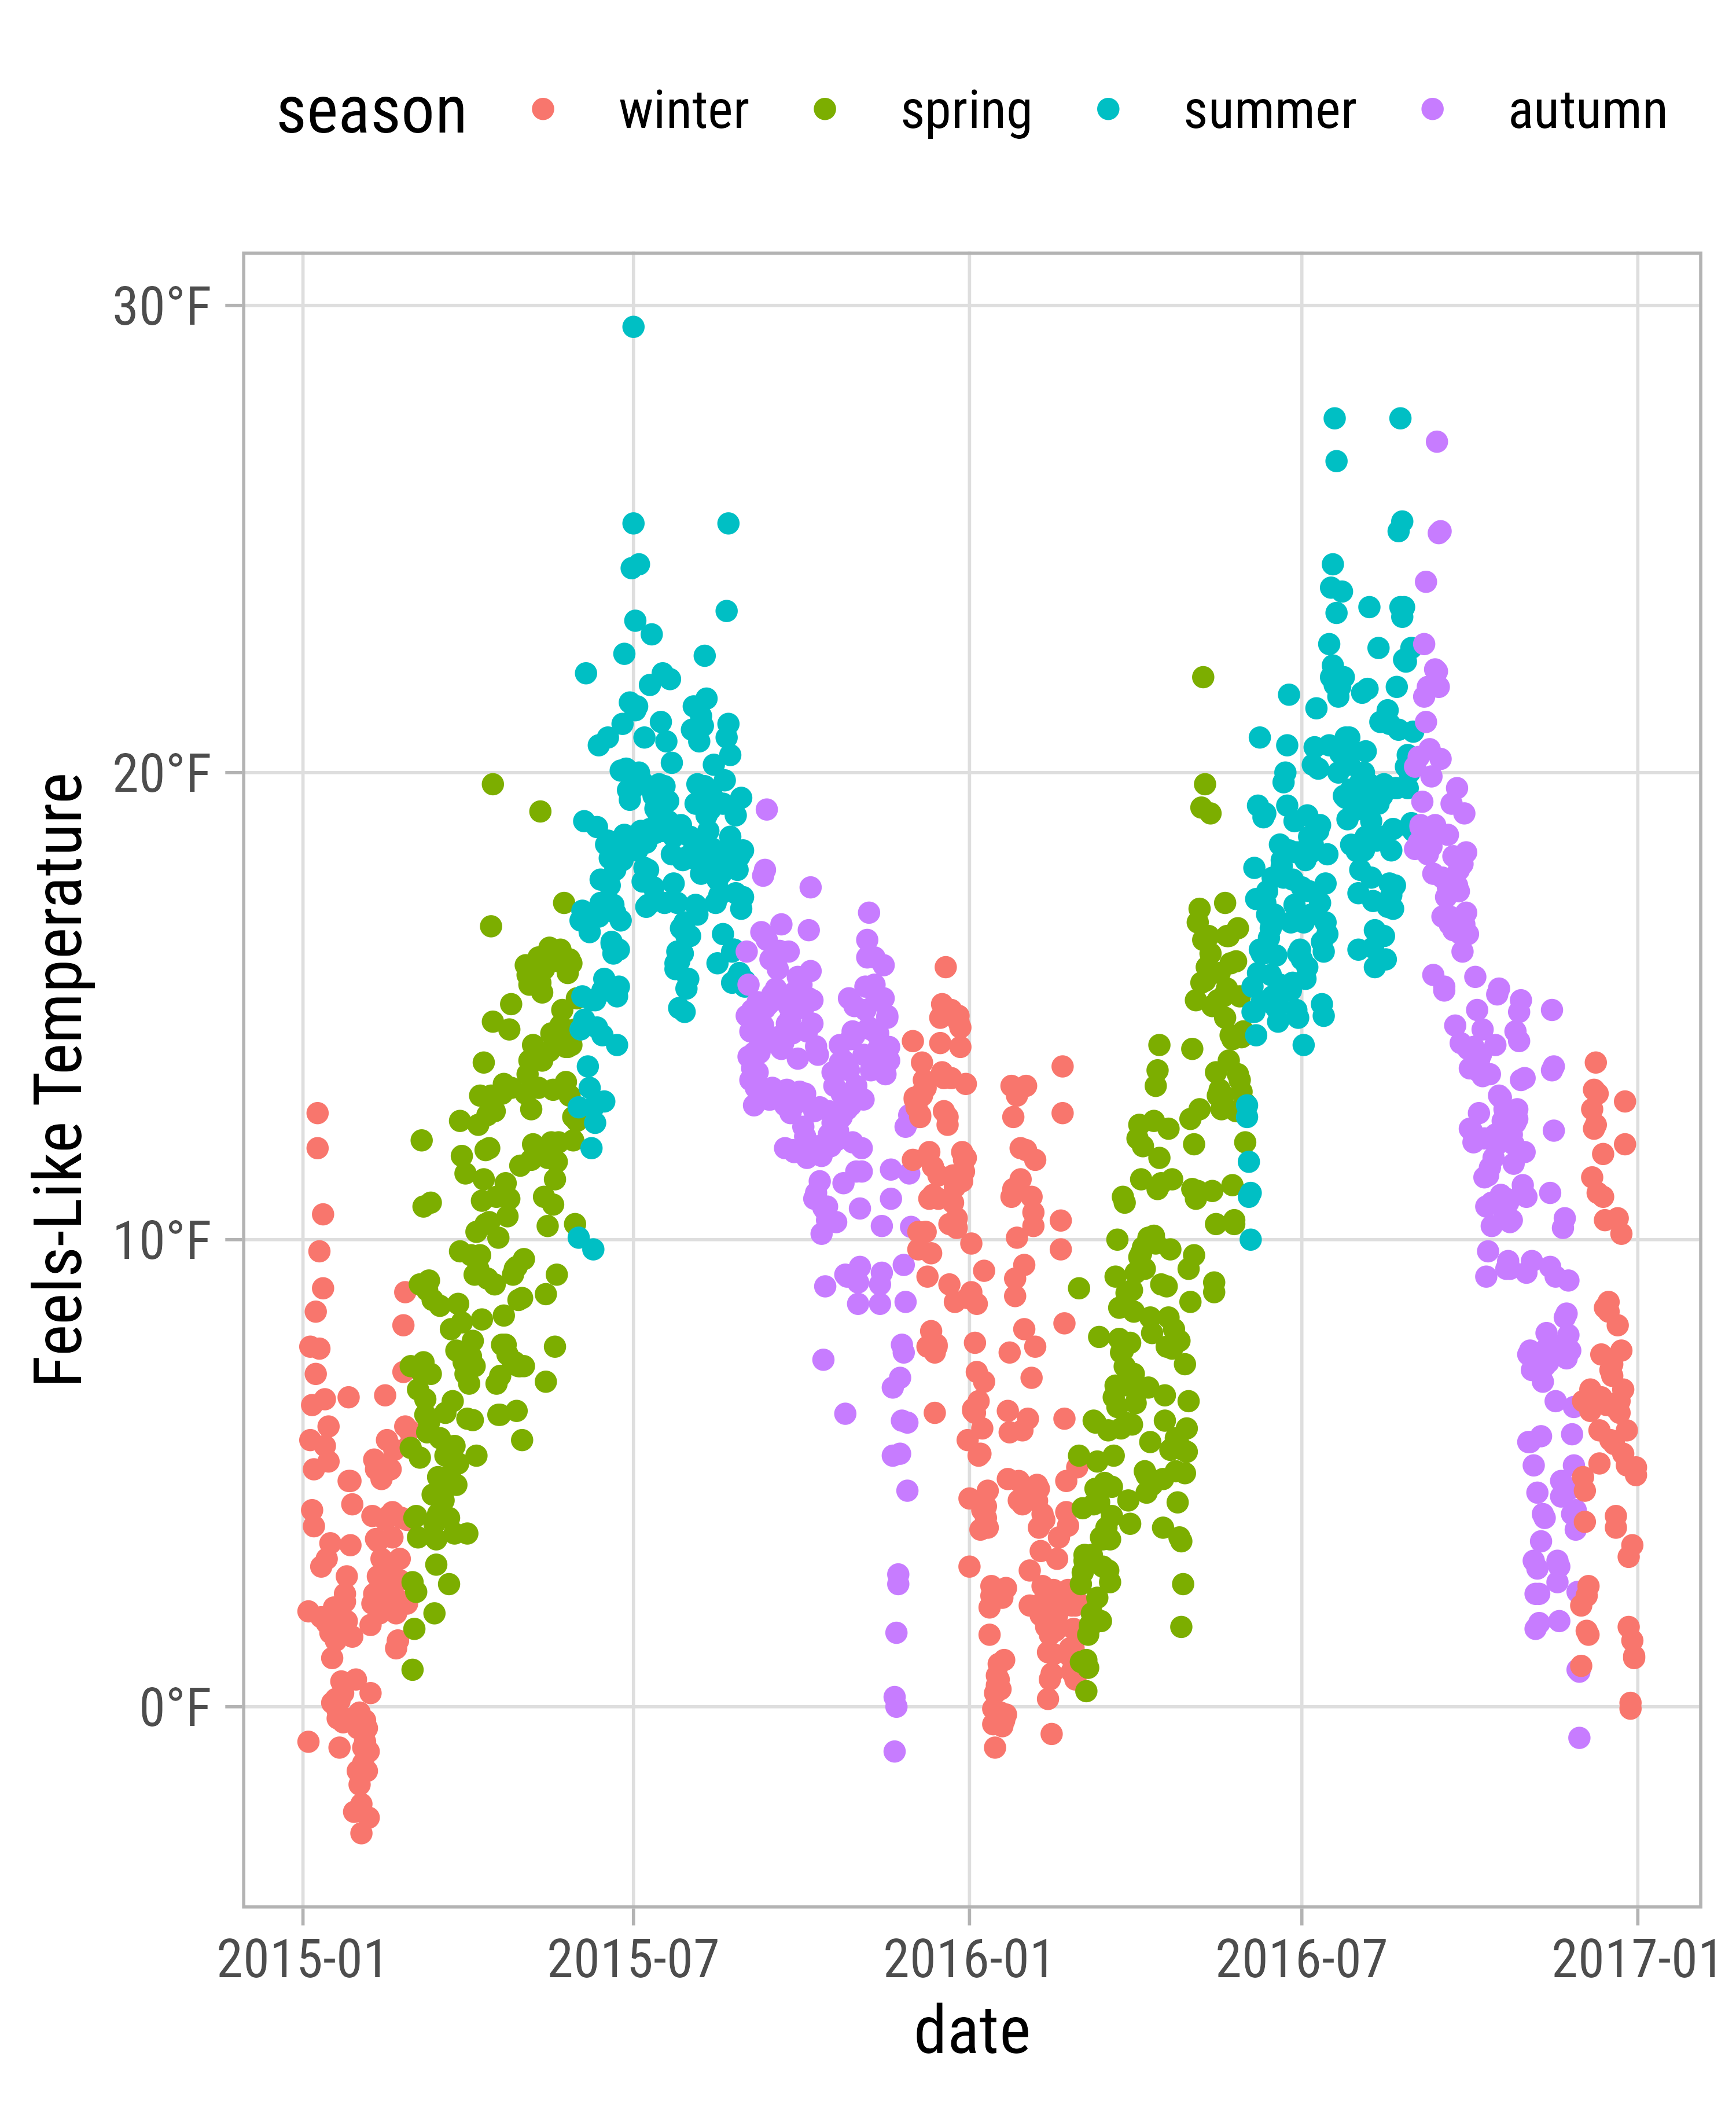 season winter spring summer autumn
30°F
20°F
10°F
0°F
Feels-Like Temperature
2015-01 2015-07 2016-01 2016-07 2017-01
date